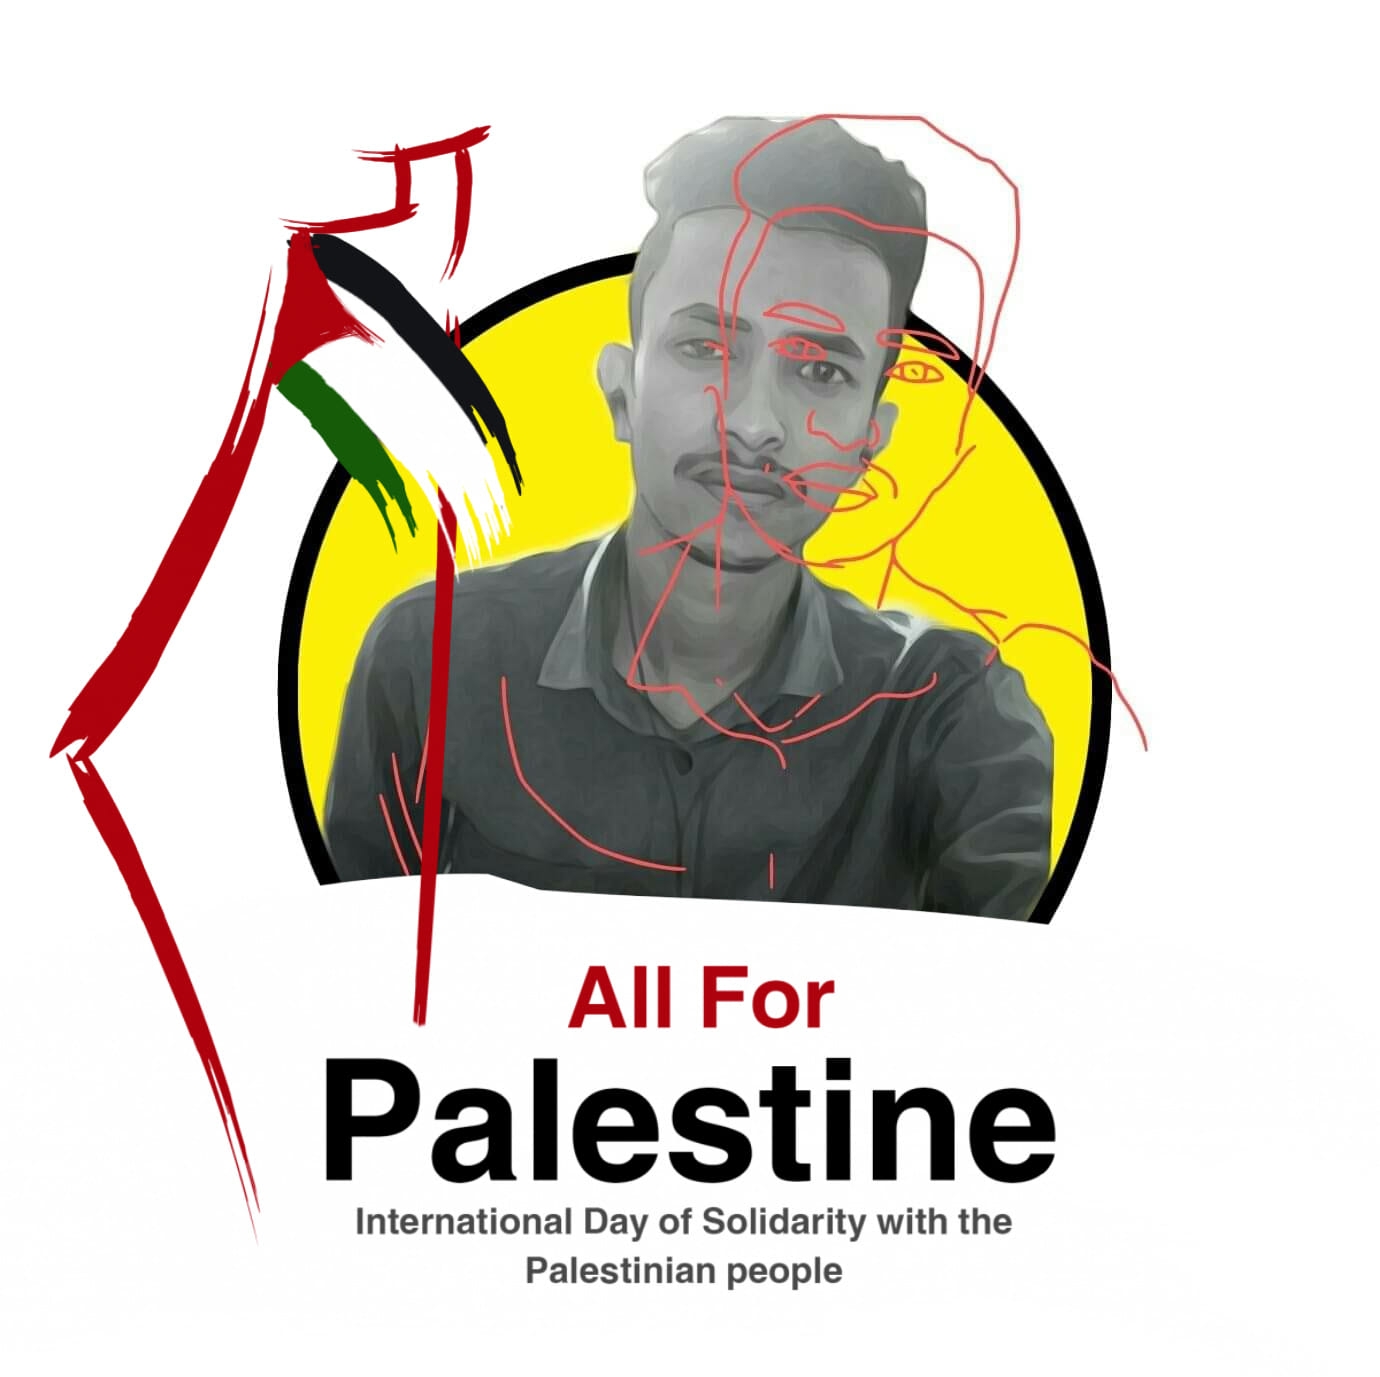 All For
Palestine
International Day of Solidarity with the
Palestinian people